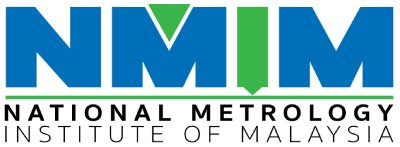 NMIM
NATIONAL METROLOGY
INSTITUTE OF MALAYSIA